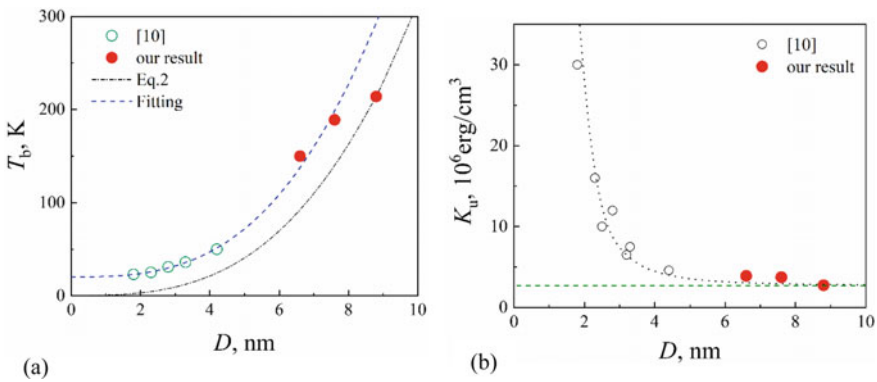 300
200
100
0
T_b, K
[10]
our result
Eq.2
Fitting
0 2 4 6 8 10
D, nm
(a)
30
20
10
0
K_u, 10^6erg/cm^3
[10]
our result
0 2 4 6 8 10
D, nm
(b)